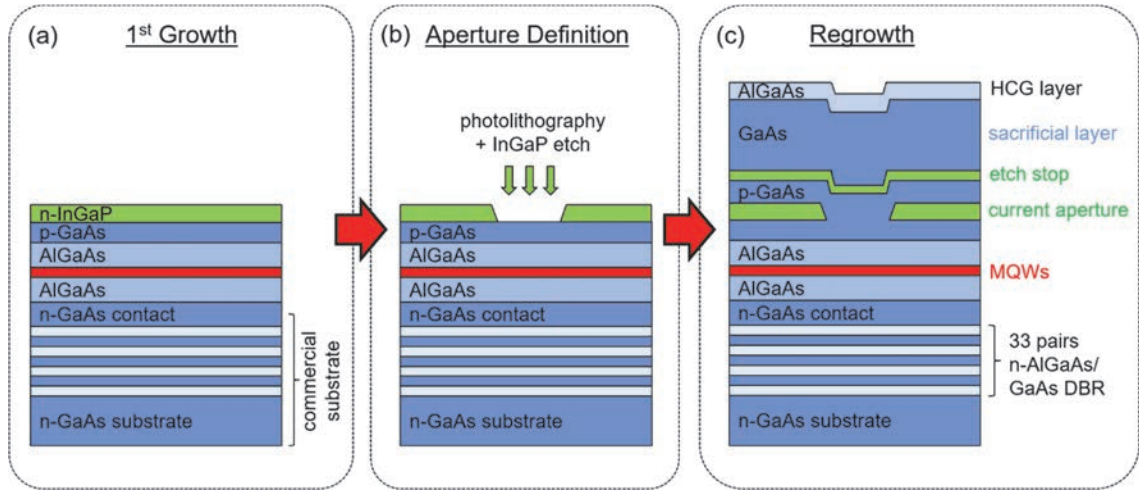 (a)
1st Growth
n-InGaP
p-GaAs
AlGaAs
AlGaAs
n-GaAs contact
n-GaAs substrate
commercial
substrate
(b)
Aperture Definition
photolithography
+ InGaP etch
p-GaAs
AlGaAs
AlGaAs
n-GaAs contact
n-GaAs substrate
(c)
Regrowth
AlGaAs
HCG layer
GaAs
sacrificial layer
etch stop
p-GaAs
current aperture
AlGaAs
MQWs
AlGaAs
n-GaAs contact
33 pairs
n-AlGaAs/
GaAs DBR
n-GaAs substrate